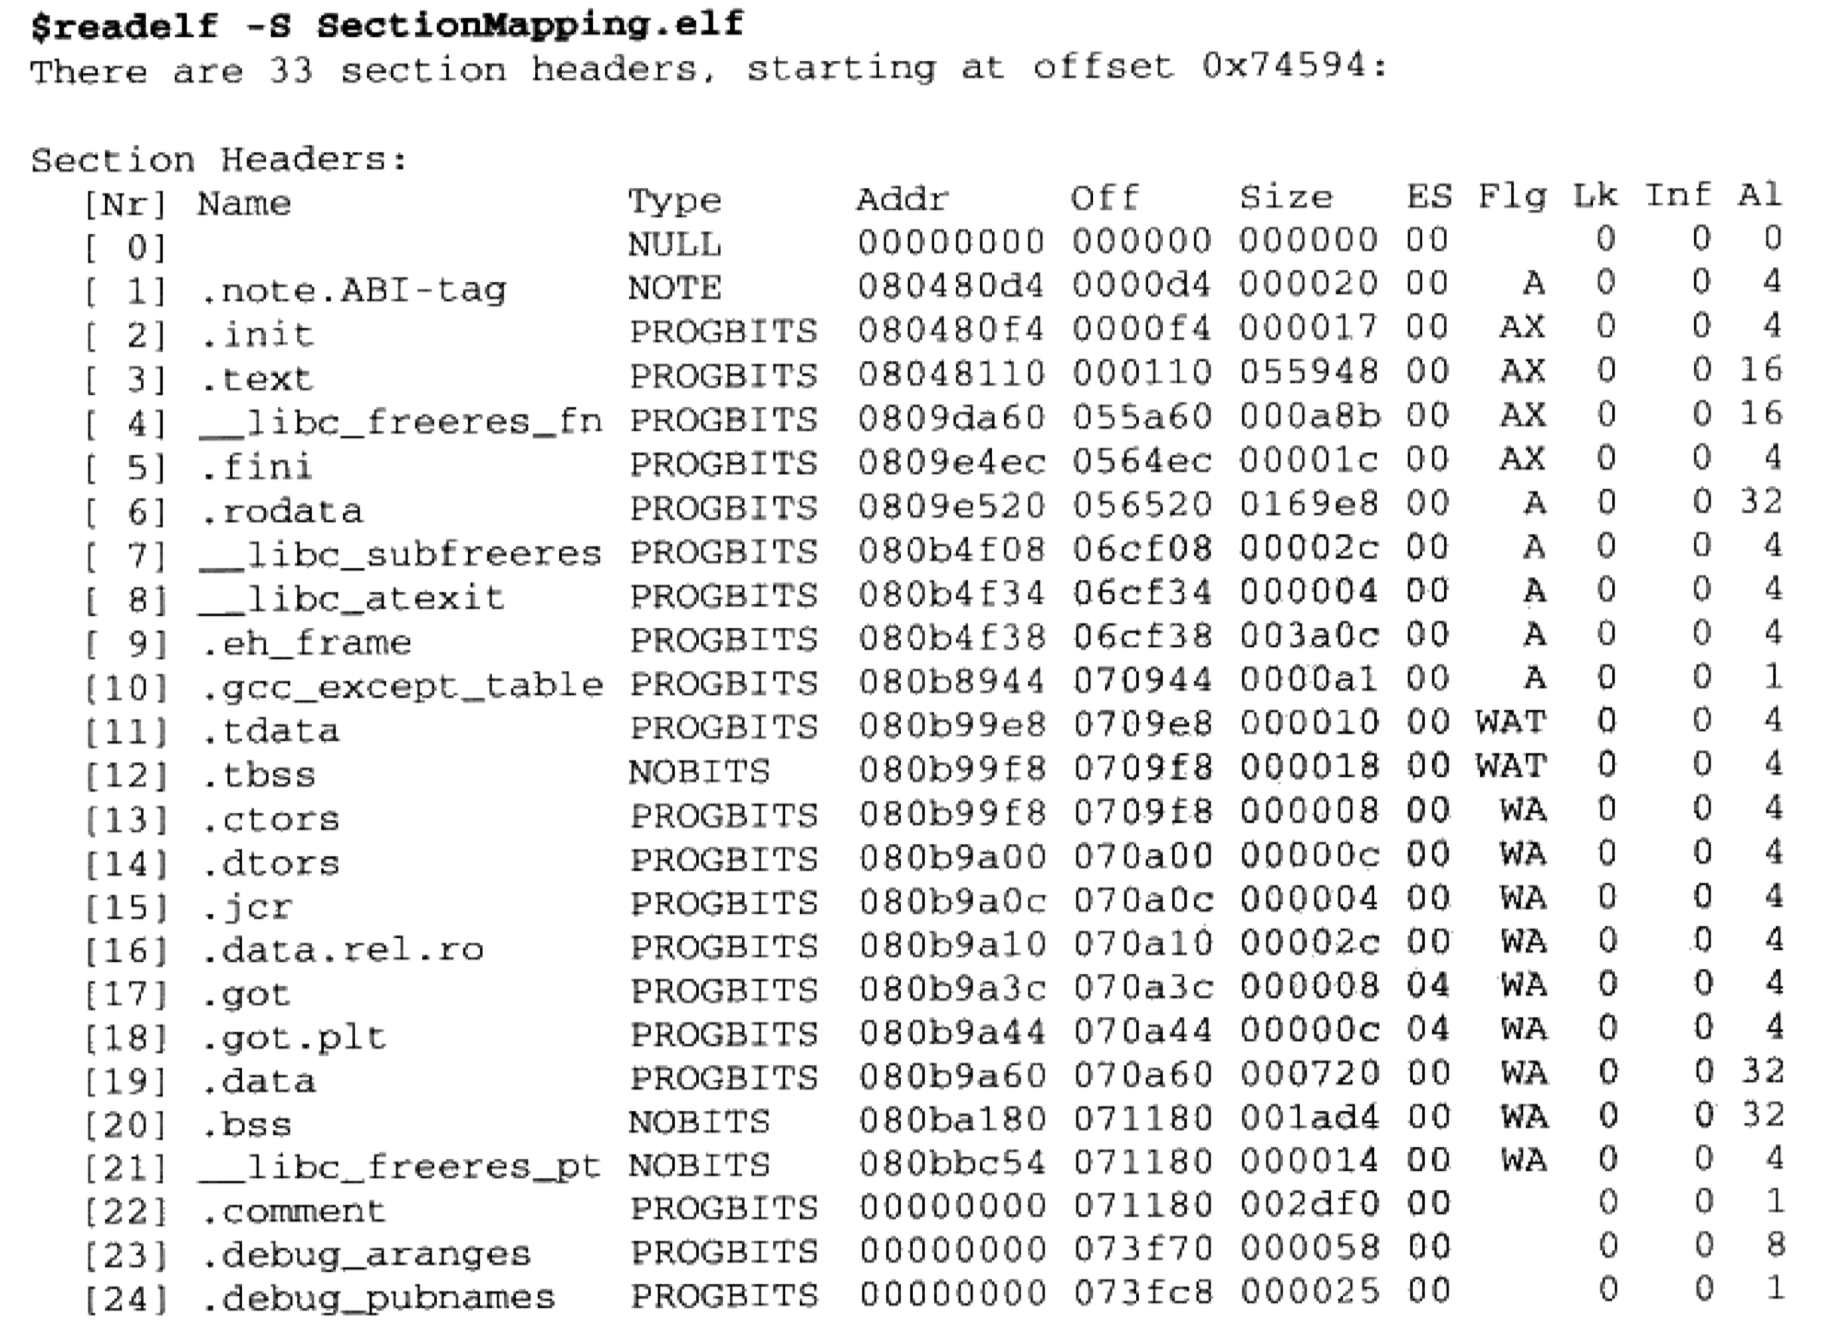 $readelf -S SectionMapping.elf
There are 33 section headers, starting at offset 0x74594:
Section Headers:
[Nr] Name Type Addr Off Size ES Flg Lk Inf Al
[ 0] NULL 00000000 000000 000000 00 0 0 0
[ 1] .note.ABI-tag NOTE 080480d4 0000d4 000020 00 A 0 0 4
[ 2] .init PROGBITS 080480f4 0000f4 000017 00 AX 0 0 4
[ 3] .text PROGBITS 08048110 000110 055948 00 AX 0 0 16
[ 4] __libc_freeres_fn PROGBITS 0809da60 055a60 000a8b 00 AX 0 0 16
[ 5] .fini PROGBITS 0809e4ec 0564ec 00001c 00 AX 0 0 4
[ 6] .rodata PROGBITS 0809e520 056520 0169e8 00 A 0 0 32
[ 7] __libc_subfreeres PROGBITS 080b4f08 06cf08 00002c 00 A 0 0 4
[ 8] __libc_atexit PROGBITS 080b4f34 06cf34 000004 00 A 0 0 4
[ 9] .eh_frame PROGBITS 080b4f38 06cf38 003a0c 00 A 0 0 4
[10] .gcc_except_table PROGBITS 080b8944 070944 0000a1 00 A 0 0 1
[11] .tdata PROGBITS 080b99e8 0709e8 000010 00 WAT 0 0 4
[12] .tbss NOBITS 080b99f8 0709f8 000018 00 WAT 0 0 4
[13] .ctors PROGBITS 080b99f8 0709f8 000008 00 WA 0 0 4
[14] .dtors PROGBITS 080b9a00 070a00 00000c 00 WA 0 0 4
[15] .jcr PROGBITS 080b9a0c 070a0c 000004 00 WA 0 0 4
[16] .data.rel.ro PROGBITS 080b9a10 070a10 00002c 00 WA 0 0 4
[17] .got PROGBITS 080b9a3c 070a3c 000008 04 WA 0 0 4
[18] .got.plt PROGBITS 080b9a44 070a44 00000c 04 WA 0 0 4
[19] .data PROGBITS 080b9a60 070a60 000720 00 WA 0 0 32
[20] .bss NOBITS 080ba180 071180 001ad4 00 WA 0 0 32
[21] __libc_freeres_pt NOBITS 080bbc54 071180 000014 00 WA 0 0 4
[22] .comment PROGBITS 00000000 071180 002df0 00 0 0 1
[23] .debug_aranges PROGBITS 00000000 073f70 000058 00 0 0 8
[24] .debug_pubnames PROGBITS 00000000 073fc8 000025 00 0 0 1